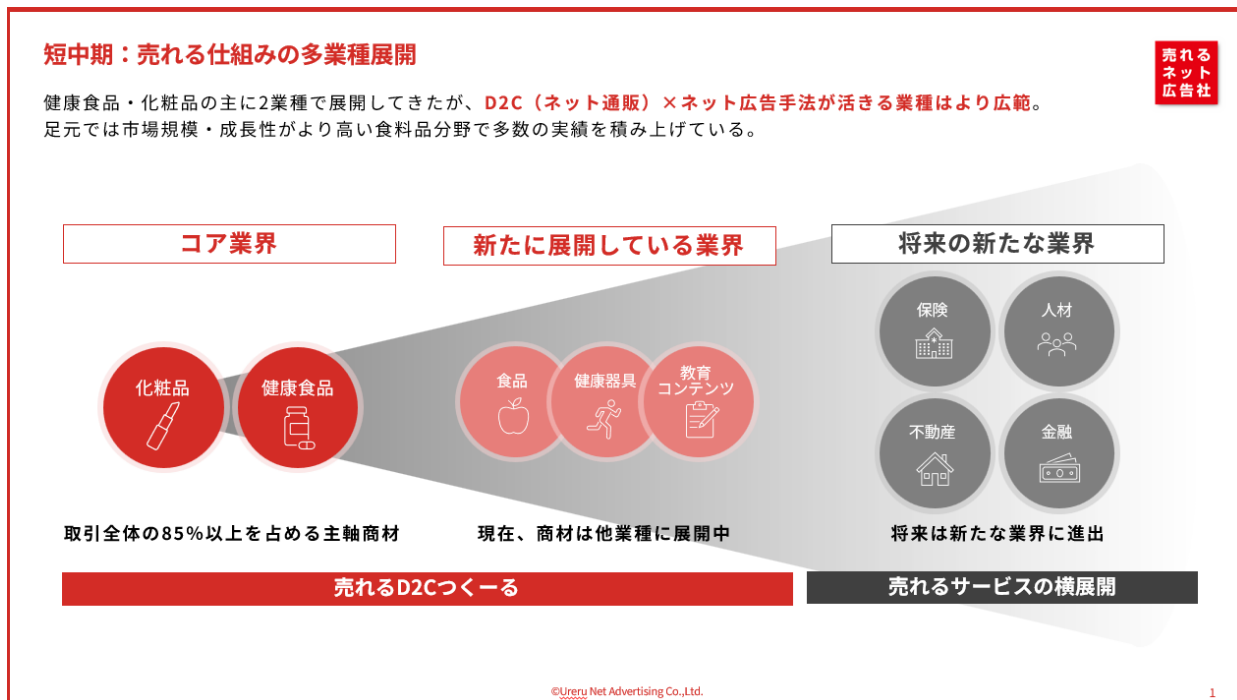 短中期：売れる仕組みの多業種展開
売れる
ネット
広告社
健康食品・化粧品の主に2業種で展開してきたが、D2C（ネット通販）×ネット広告手法が活きる業種はより広範。
足元では市場規模・成長性がより高い食料品分野で多数の実績を積み上げている。
コア業界
新たに展開している業界
将来の新たな業界
化粧品
健康食品
食品
健康器具
教育
コンテンツ
保険
人材
不動産
金融
取引全体の85%以上を占める主軸商材
現在、商材は他業種に展開中
将来は新たな業界に進出
売れるD2Cつくーる
売れるサービスの横展開
©Ureru Net Advertising Co.,Ltd.
1